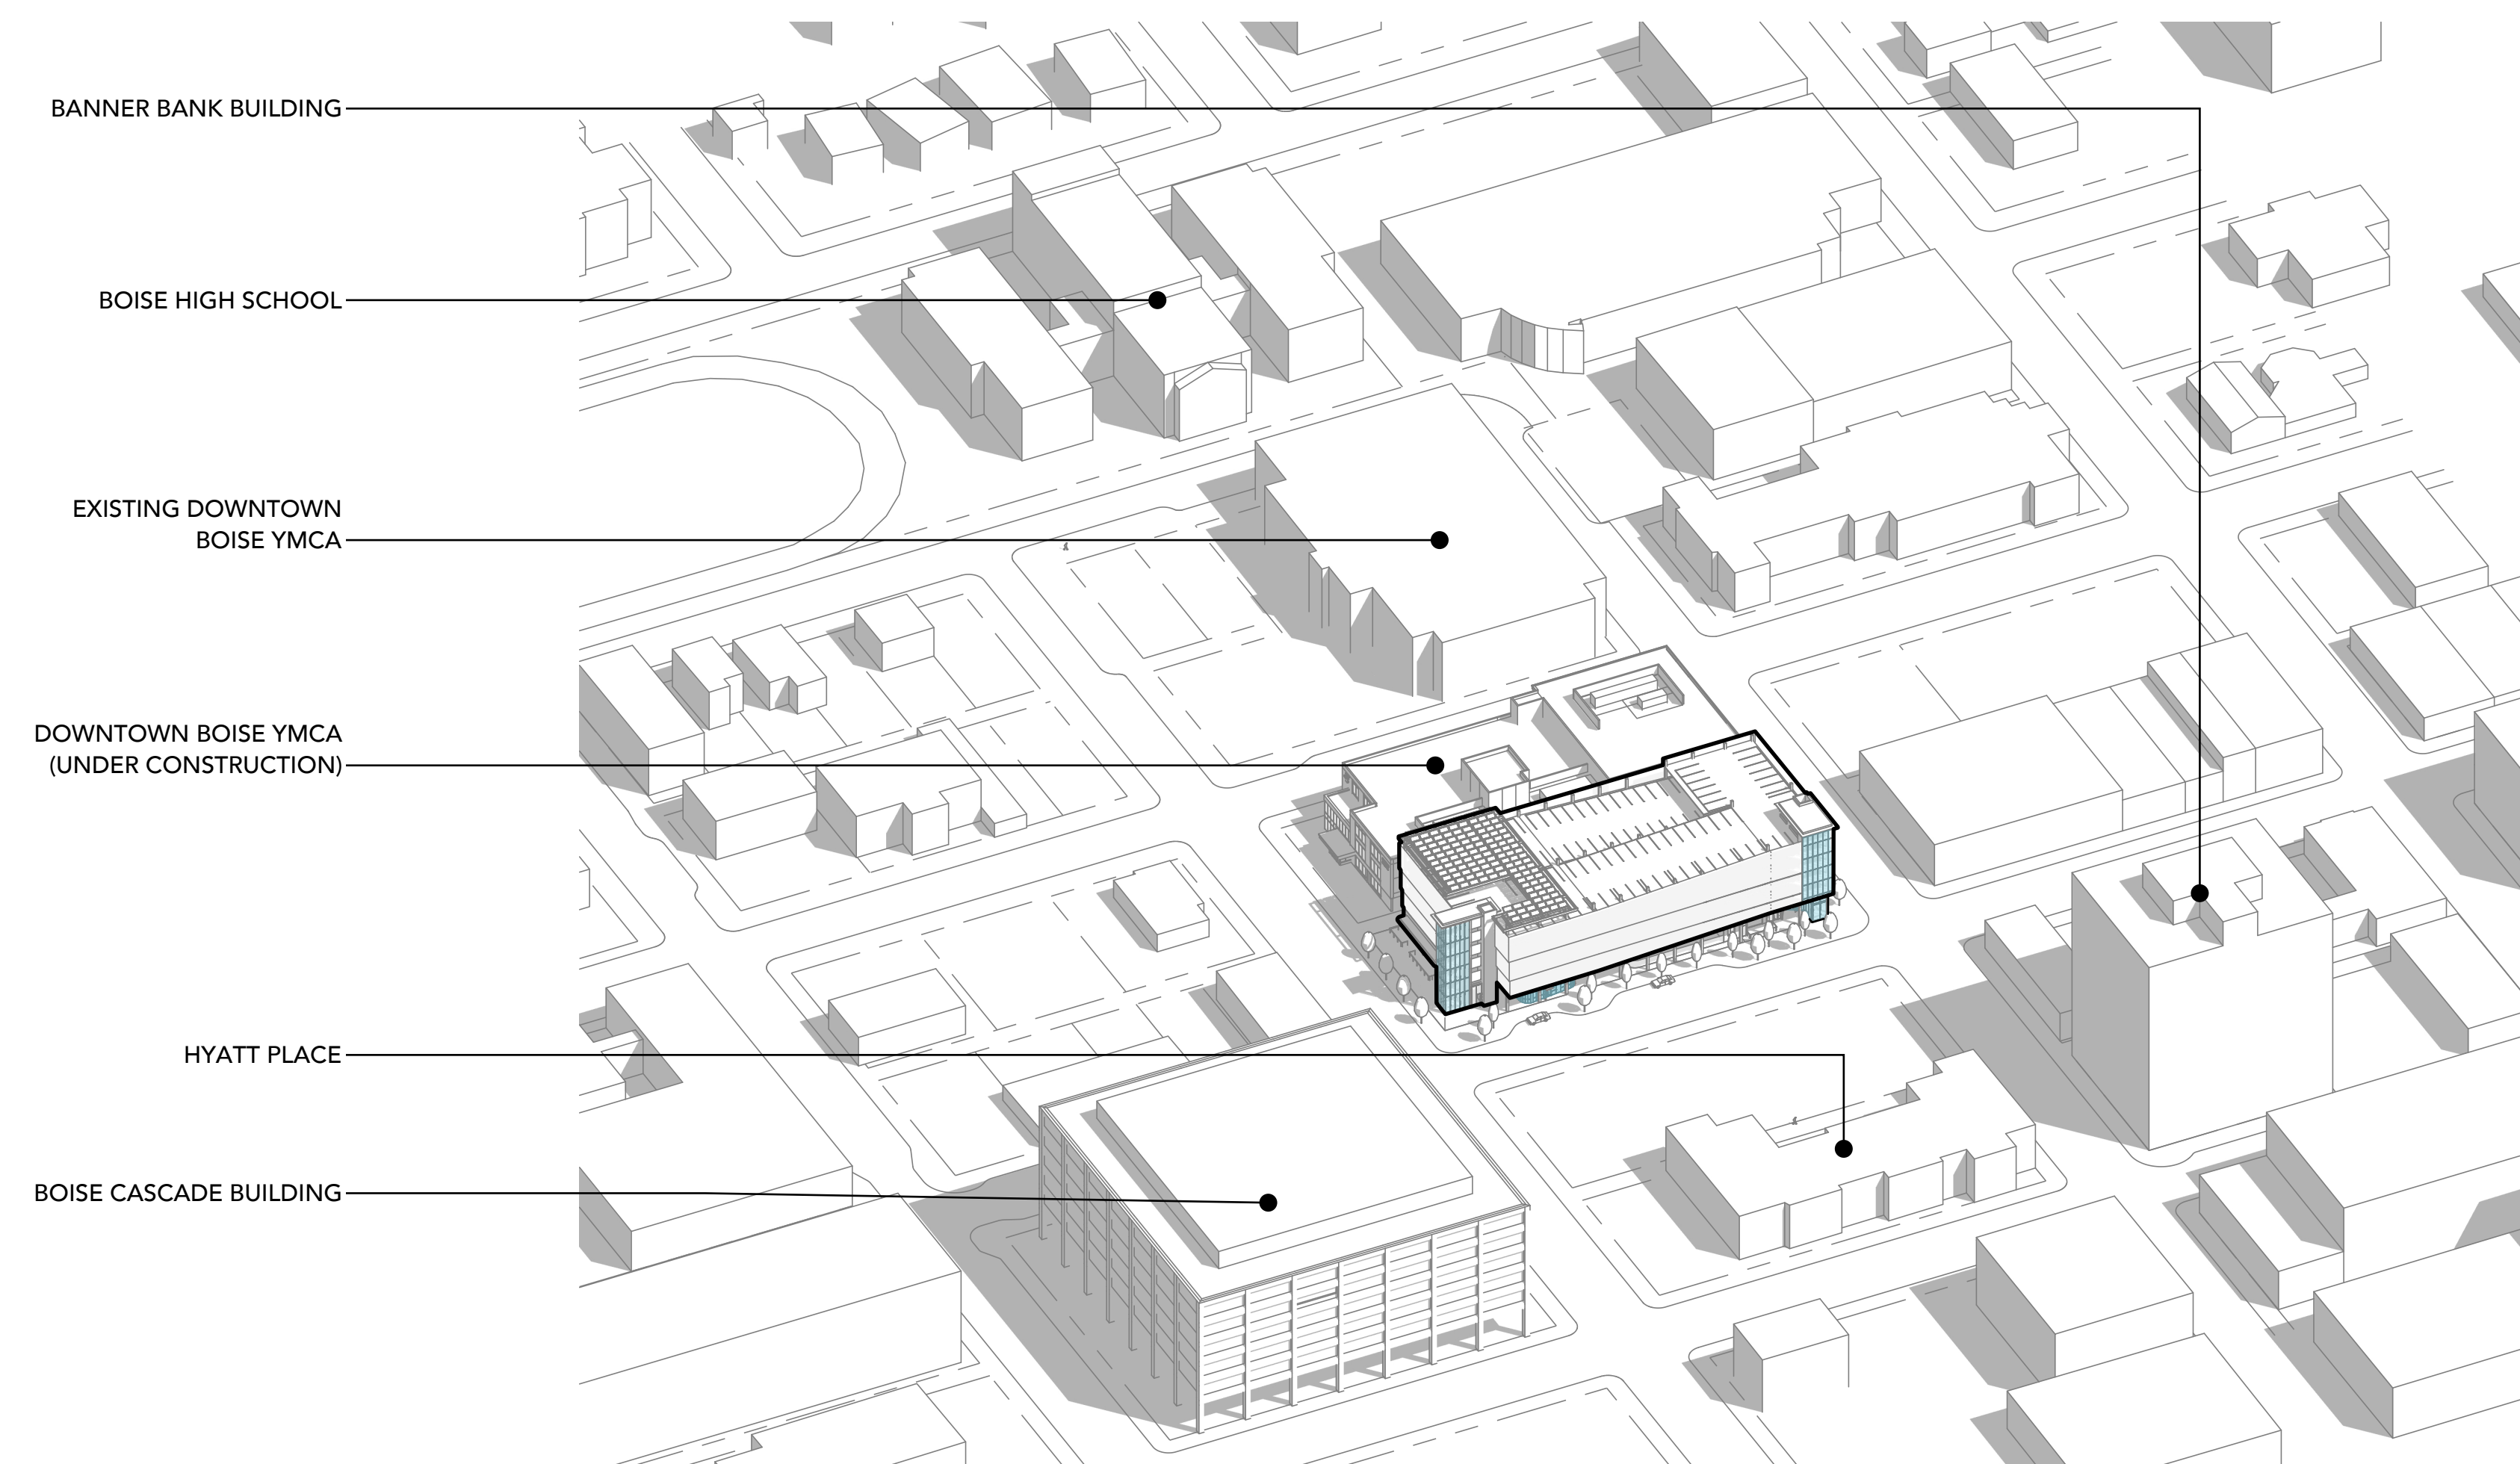 BANNER BANK BUILDING
BOISE HIGH SCHOOL
EXISTING DOWNTOWN
BOISE YMCA
DOWNTOWN BOISE YMCA
(UNDER CONSTRUCTION)
HYATT PLACE
BOISE CASCADE BUILDING